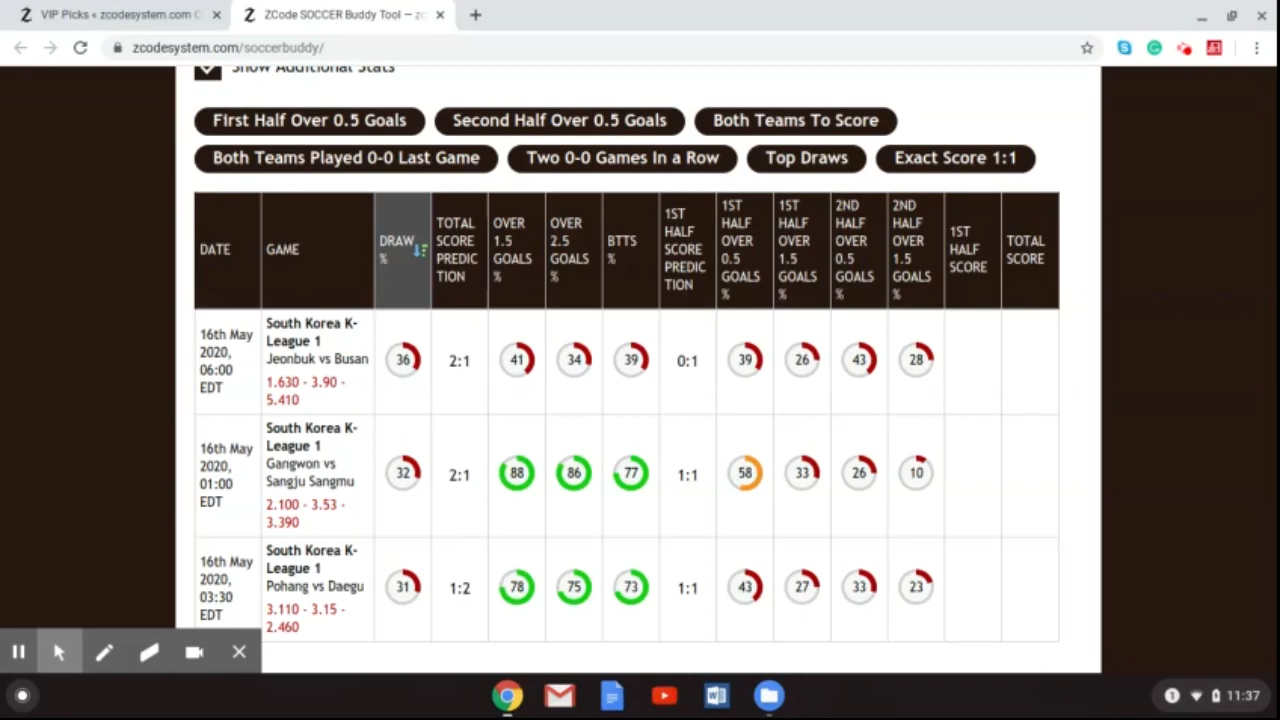 VIP Picks « zcodesystem.com
ZCode SOCCER Buddy Tool — zc
zcodesystem.com/soccerbuddy/
Show Additional Stats
First Half Over 0.5 Goals
Second Half Over 0.5 Goals
Both Teams To Score
Both Teams Played 0-0 Last Game
Two 0-0 Games In a Row
Top Draws
Exact Score 1:1
DATE
GAME
DRAW
%
TOTAL
SCORE
PREDIC
TION
OVER
1.5
GOALS
%
OVER
2.5
GOALS
%
BTTS
%
1ST
HALF
SCORE
PREDIC
TION
1ST
HALF
OVER
0.5
GOALS
%
1ST
HALF
OVER
1.5
GOALS
%
2ND
HALF
OVER
0.5
GOALS
%
2ND
HALF
OVER
1.5
GOALS
%
1ST
HALF
SCORE
TOTAL
SCORE
16th May
2020,
06:00
EDT
South Korea K-
League 1
Jeonbuk vs Busan
1.630 - 3.90 -
5.410
36
2:1
41
34
39
0:1
39
26
43
28
16th May
2020,
01:00
EDT
South Korea K-
League 1
Gangwon vs
Sangju Sangmu
2.100 - 3.53 -
3.390
32
2:1
88
86
77
1:1
58
33
26
10
16th May
2020,
03:30
EDT
South Korea K-
League 1
Pohang vs Daegu
3.110 - 3.15 -
2.460
31
1:2
78
75
73
1:1
43
27
33
23
1
11:37